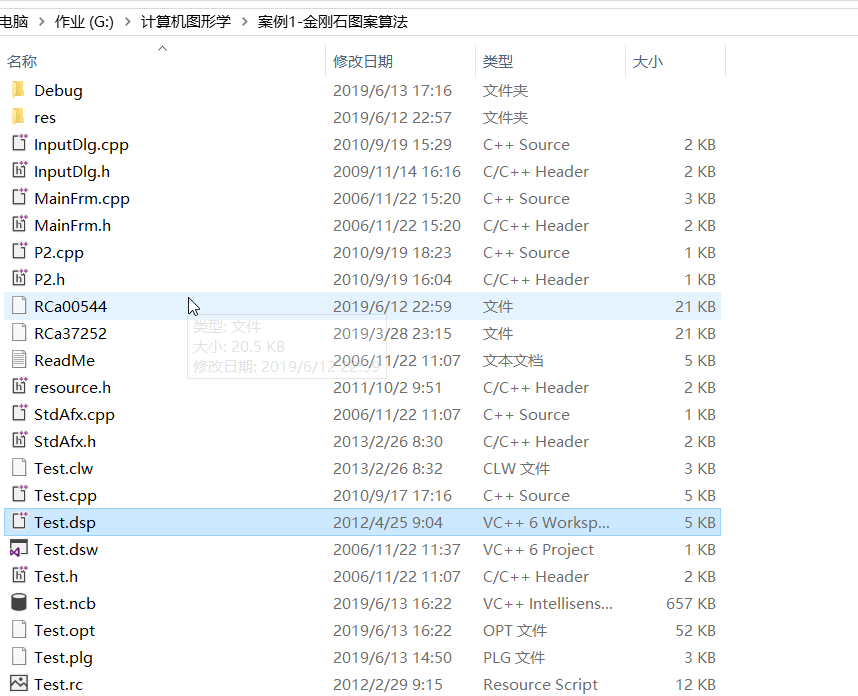 电脑 > 作业 (G:) > 计算机图形学 > 案例1-金刚石图案算法
名称 修改日期 类型 大小
Debug 2019/6/13 17:16 文件夹
res 2019/6/12 22:57 文件夹
InputDlg.cpp 2010/9/19 15:29 C++ Source 2 KB
InputDlg.h 2009/11/14 16:16 C/C++ Header 2 KB
MainFrm.cpp 2006/11/22 15:20 C++ Source 3 KB
MainFrm.h 2006/11/22 15:20 C/C++ Header 2 KB
P2.cpp 2010/9/19 18:23 C++ Source 1 KB
P2.h 2010/9/19 16:04 C/C++ Header 1 KB
RCa00544 2019/6/12 22:59 文件 21 KB
类型: 文件
RCa37252 2019/3/28 23:15 文件 21 KB
大小: 20.5 KB
ReadMe 2006/11/22 11:07 文本文档 5 KB
修改日期: 2019/6/12 22:59
resource.h 2011/10/2 9:51 C/C++ Header 2 KB
StdAfx.cpp 2006/11/22 11:07 C++ Source 1 KB
StdAfx.h 2013/2/26 8:30 C/C++ Header 2 KB
Test.clw 2013/2/26 8:32 CLW 文件 3 KB
Test.cpp 2010/9/17 17:16 C++ Source 5 KB
Test.dsp 2012/4/25 9:04 VC++ 6 Worksp... 5 KB
Test.dsw 2006/11/22 11:37 VC++ 6 Project 1 KB
Test.h 2006/11/22 11:07 C/C++ Header 2 KB
Test.ncb 2019/6/13 16:22 VC++ Intellisens... 657 KB
Test.opt 2019/6/13 16:22 OPT 文件 52 KB
Test.plg 2019/6/13 14:50 PLG 文件 3 KB
Test.rc 2012/2/29 9:15 Resource Script 12 KB